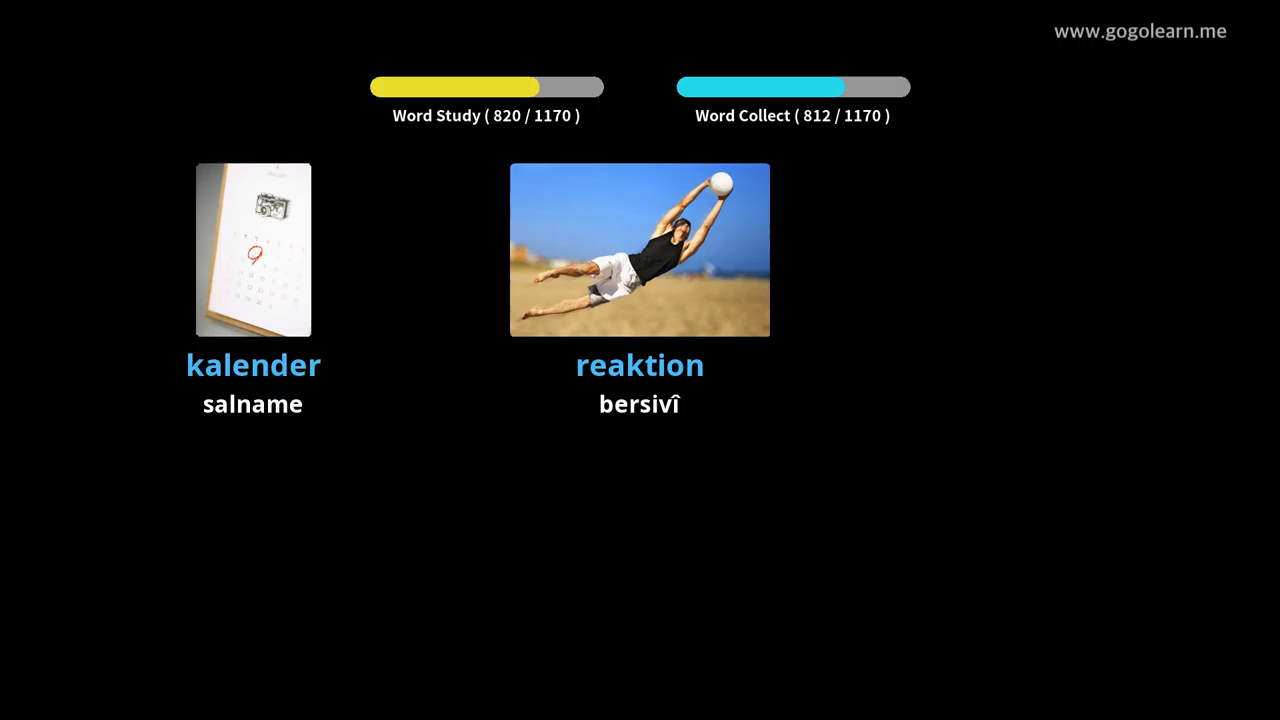 www.gogolearn.me
Word Study ( 820 / 1170 )
Word Collect ( 812 / 1170 )
kalender
salname
reaktion
bersivî